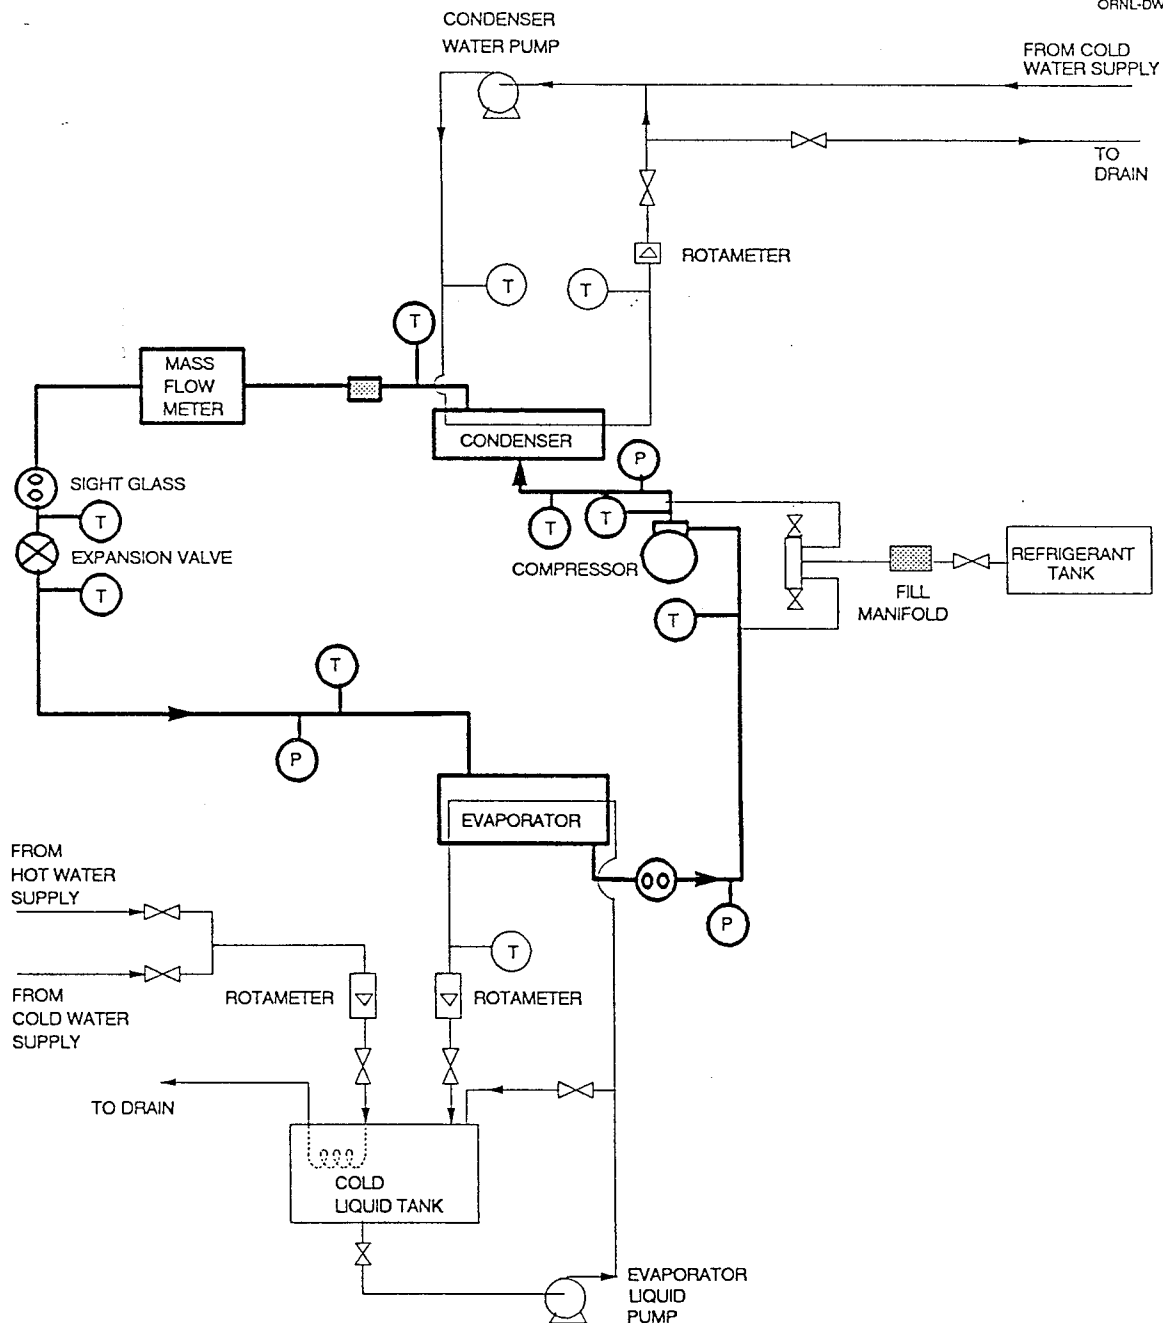 ORNL-DW
CONDENSER
WATER PUMP
FROM COLD
WATER SUPPLY
TO
DRAIN
ROTAMETER
T
T
T
MASS
FLOW
METER
CONDENSER
P
SIGHT GLASS
T
T
T
EXPANSION VALVE
COMPRESSOR
REFRIGERANT
TANK
FILL
MANIFOLD
T
T
T
P
EVAPORATOR
FROM
HOT WATER
SUPPLY
P
T
ROTAMETER
ROTAMETER
FROM
COLD WATER
SUPPLY
TO DRAIN
COLD
LIQUID TANK
EVAPORATOR
LIQUID
PUMP